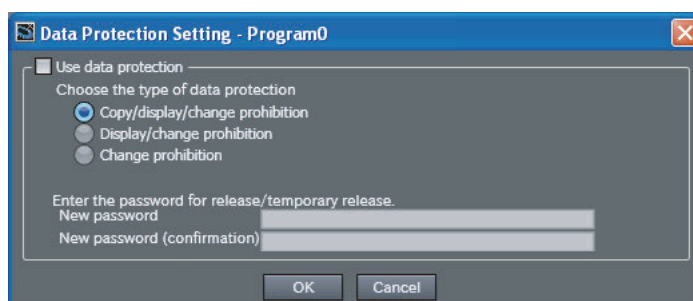 Data Protection Setting - Program0
Use data protection
Choose the type of data protection
Copy/display/change prohibition
Display/change prohibition
Change prohibition
Enter the password for release/temporary release.
New password
New password (confirmation)
OK Cancel